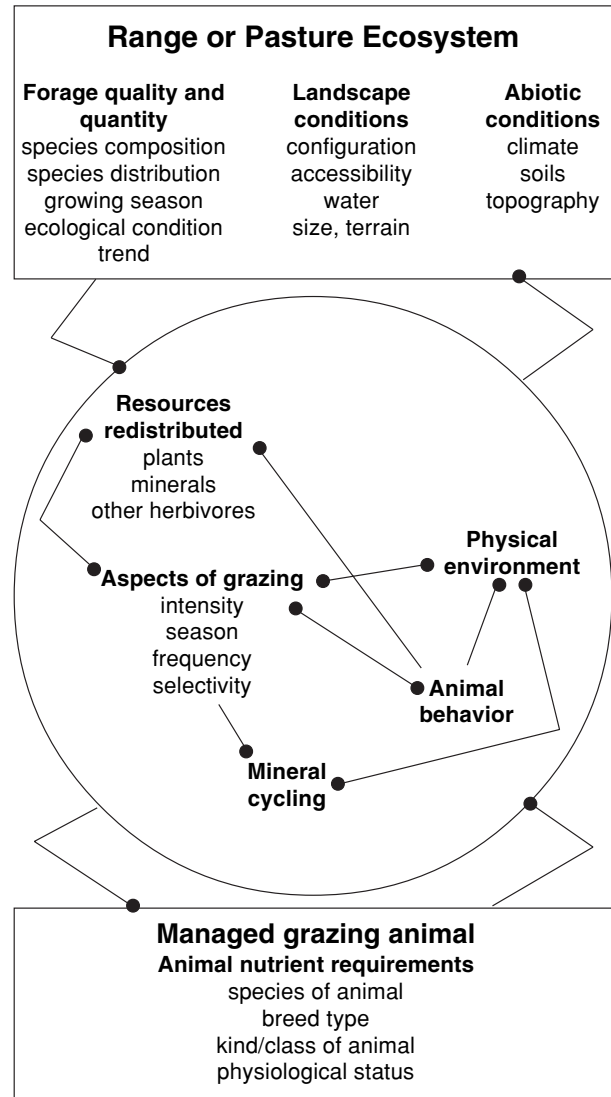 Range or Pasture Ecosystem
Forage quality and
quantity
species composition
species distribution
growing season
ecological condition
trend
Landscape
conditions
configuration
accessibility
water
size, terrain
Abiotic
conditions
climate
soils
topography
Resources
redistributed
plants
minerals
other herbivores
Physical
environment
Aspects of grazing
intensity
season
frequency
selectivity
Animal
behavior
Mineral
cycling
Managed grazing animal
Animal nutrient requirements
species of animal
breed type
kind/class of animal
physiological status